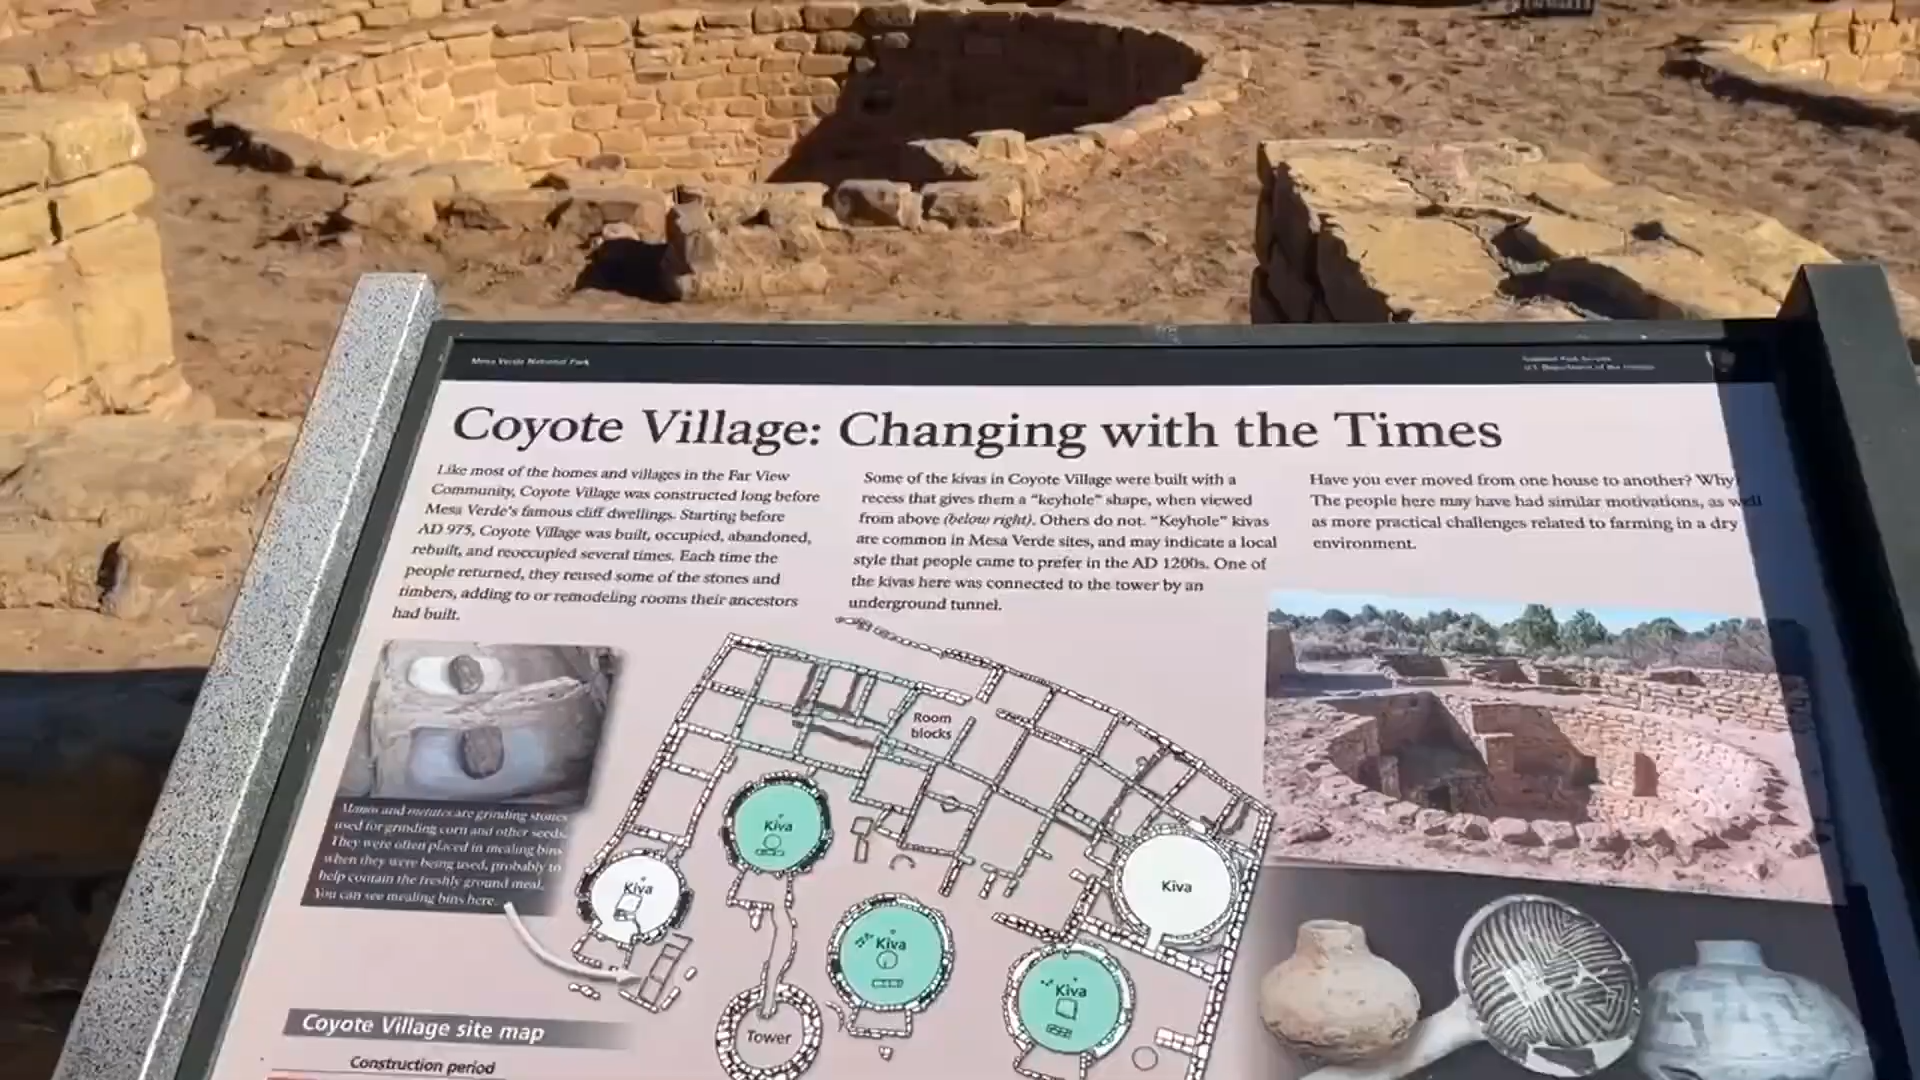 Mesa Verde National Park
National Park Service
U.S. Department of the Interior
Coyote Village: Changing with the Times
Like most of the homes and villages in the Far View
Community, Coyote Village was constructed long before
Mesa Verde's famous cliff dwellings. Starting before
AD 975, Coyote Village was built, occupied, abandoned,
rebuilt, and reoccupied several times. Each time the
people returned, they reused some of the stones and
timbers, adding to or remodeling rooms their ancestors
had built.
Some of the kivas in Coyote Village were built with a
recess that gives them a “keyhole” shape, when viewed
from above (below right). Others do not. “Keyhole” kivas
are common in Mesa Verde sites, and may indicate a local
style that people came to prefer in the AD 1200s. One of
the kivas here was connected to the tower by an
underground tunnel.
Have you ever moved from one house to another? Why?
The people here may have had similar motivations, as well
as more practical challenges related to farming in a dry
environment.
Manos and metates are grinding stones
used for grinding corn and other seeds.
They were often placed in mealing bins
when they were being used, probably to
help contain the freshly ground meal.
You can see mealing bins here.
Room
blocks
Kiva
Kiva
Kiva
Kiva
Kiva
Tower
Coyote Village site map
Construction period